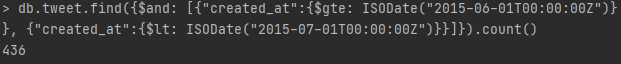 > db.tweet.find({$and: [{"created_at":{$gte: ISODate("2015-06-01T00:00:00Z")}
}, {"created_at":{$lt: ISODate("2015-07-01T00:00:00Z")}}]}).count()
436